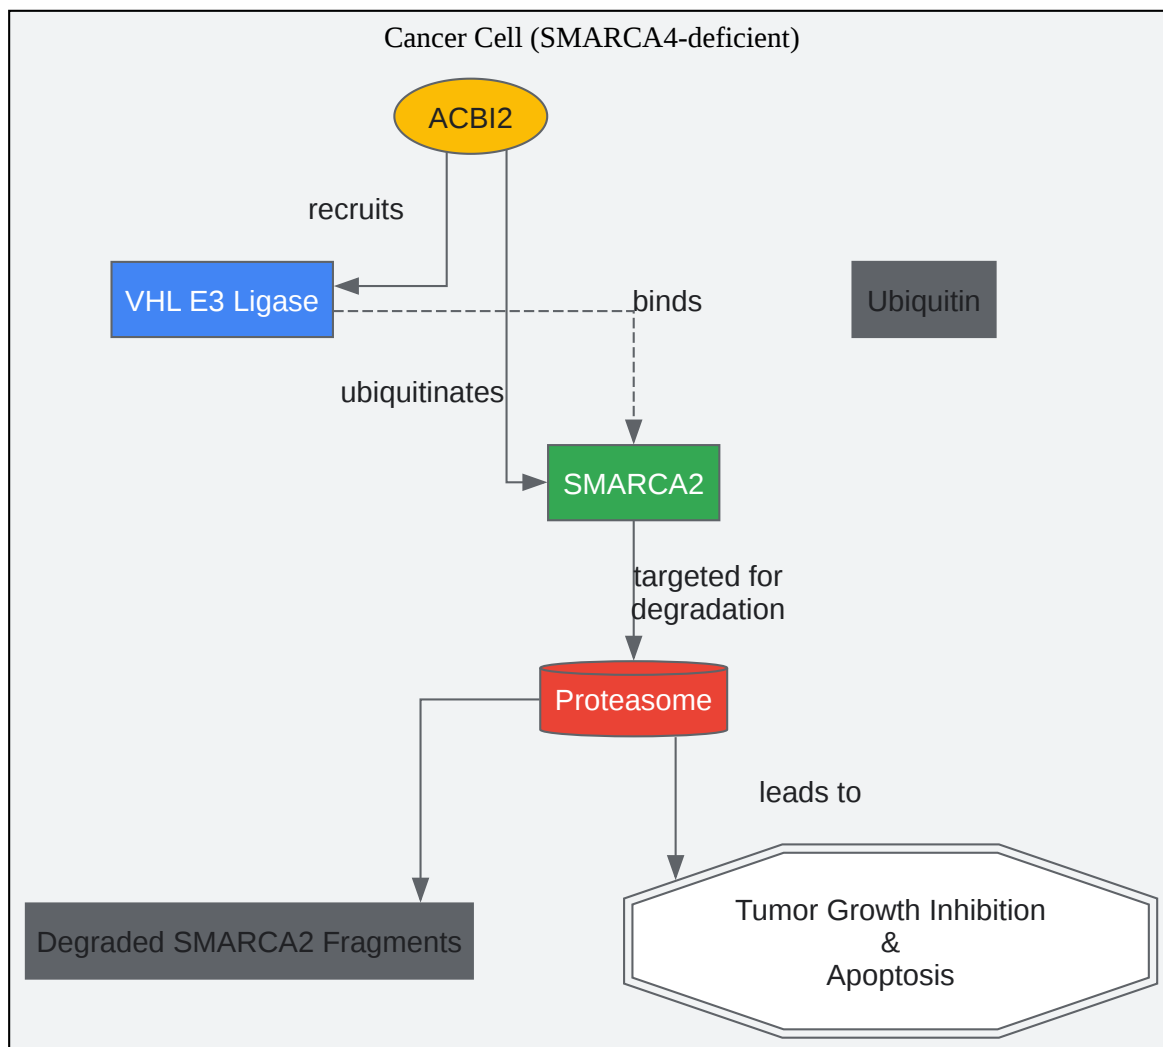 Cancer Cell (SMARCA4-deficient)
ACBI2
recruits
VHL E3 Ligase
binds
Ubiquitin
ubiquitinates
SMARCA2
targeted for
degradation
Proteasome
leads to
Degraded SMARCA2 Fragments
Tumor Growth Inhibition
&
Apoptosis